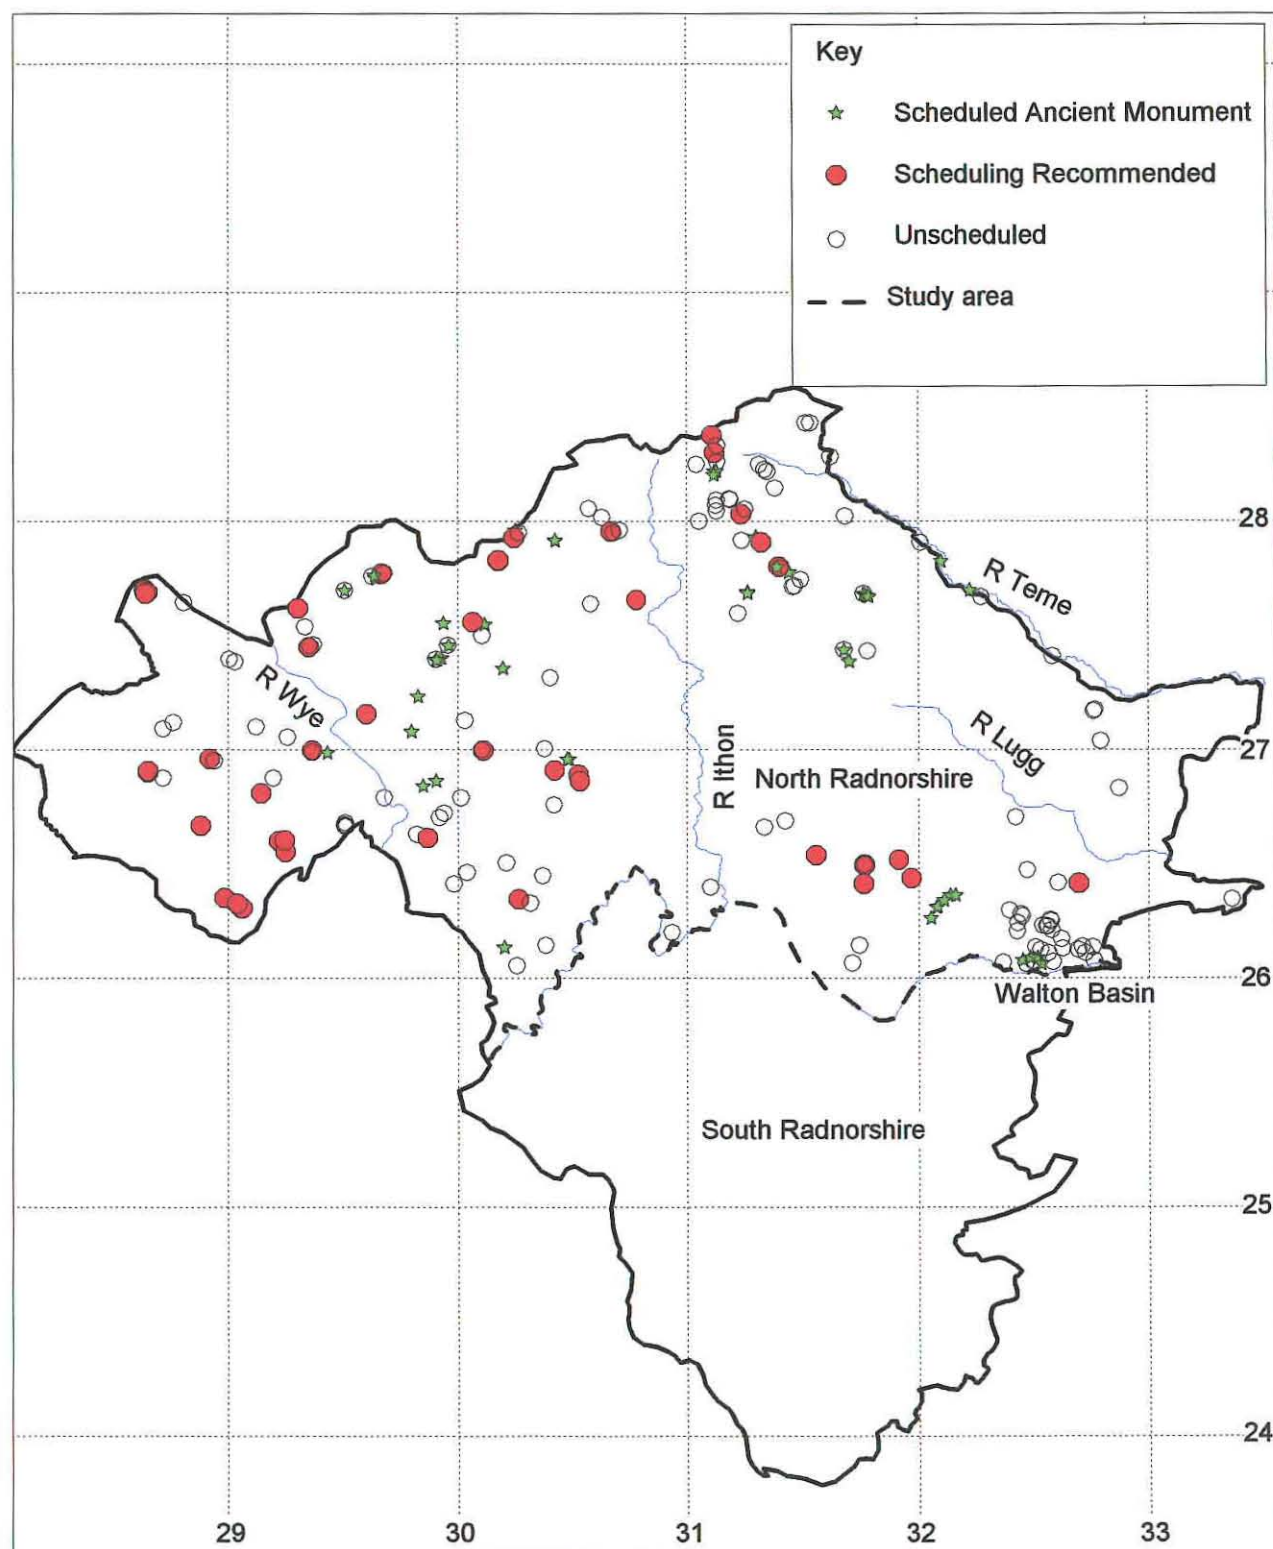 Key
Scheduled Ancient Monument
Scheduling Recommended
Unscheduled
Study area
28
R Teme
R Wye
27
R Ithon
R Lugg
North Radnorshire
26
Walton Basin
South Radnorshire
25
24
29
30
31
32
33